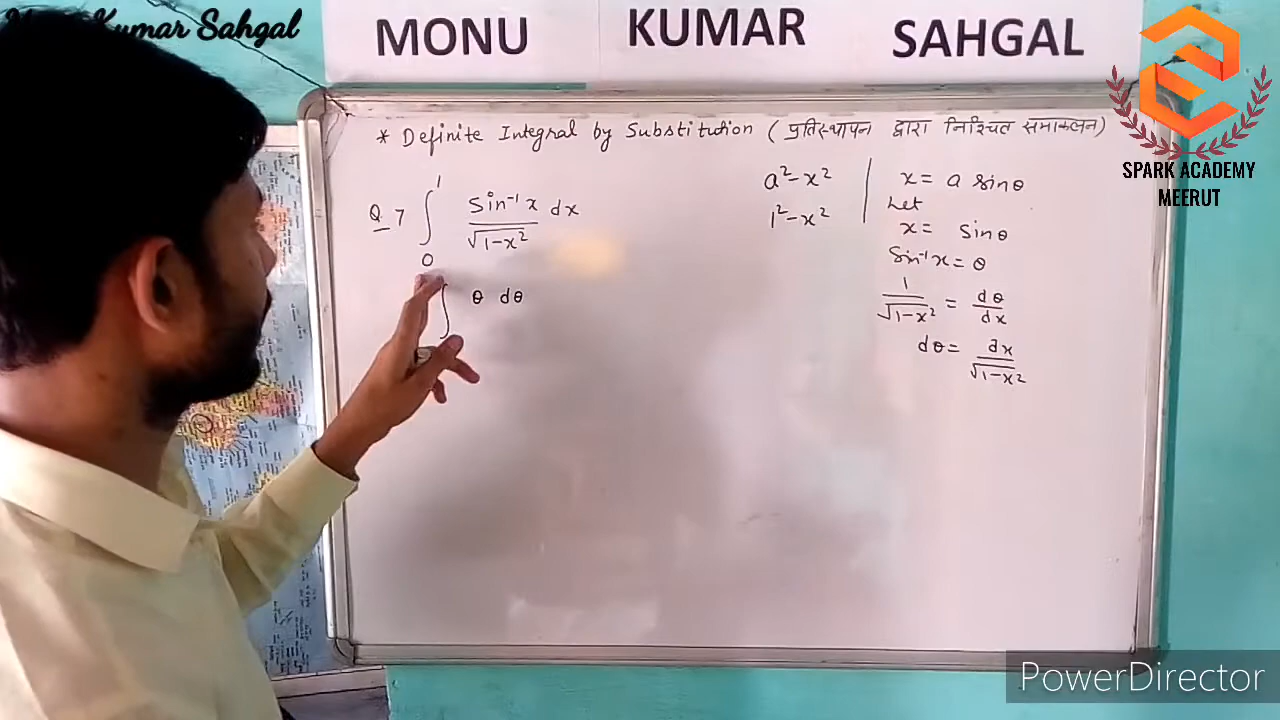 Kumar Sahgal
MONU KUMAR SAHGAL
SPARK ACADEMY
MEERUT
* Definite Integral by Substitution (प्रतिस्थापन द्वारा निश्चित समाकलन)
Q 7 ∫₀¹ sin⁻¹x/√1-x² dx
∫ θ dθ
a²-x²
1²-x²
x = a sinθ
Let
x = sinθ
Sin⁻¹x = θ
1/√1-x² = dθ/dx
dθ = dx/√1-x²
PowerDirector